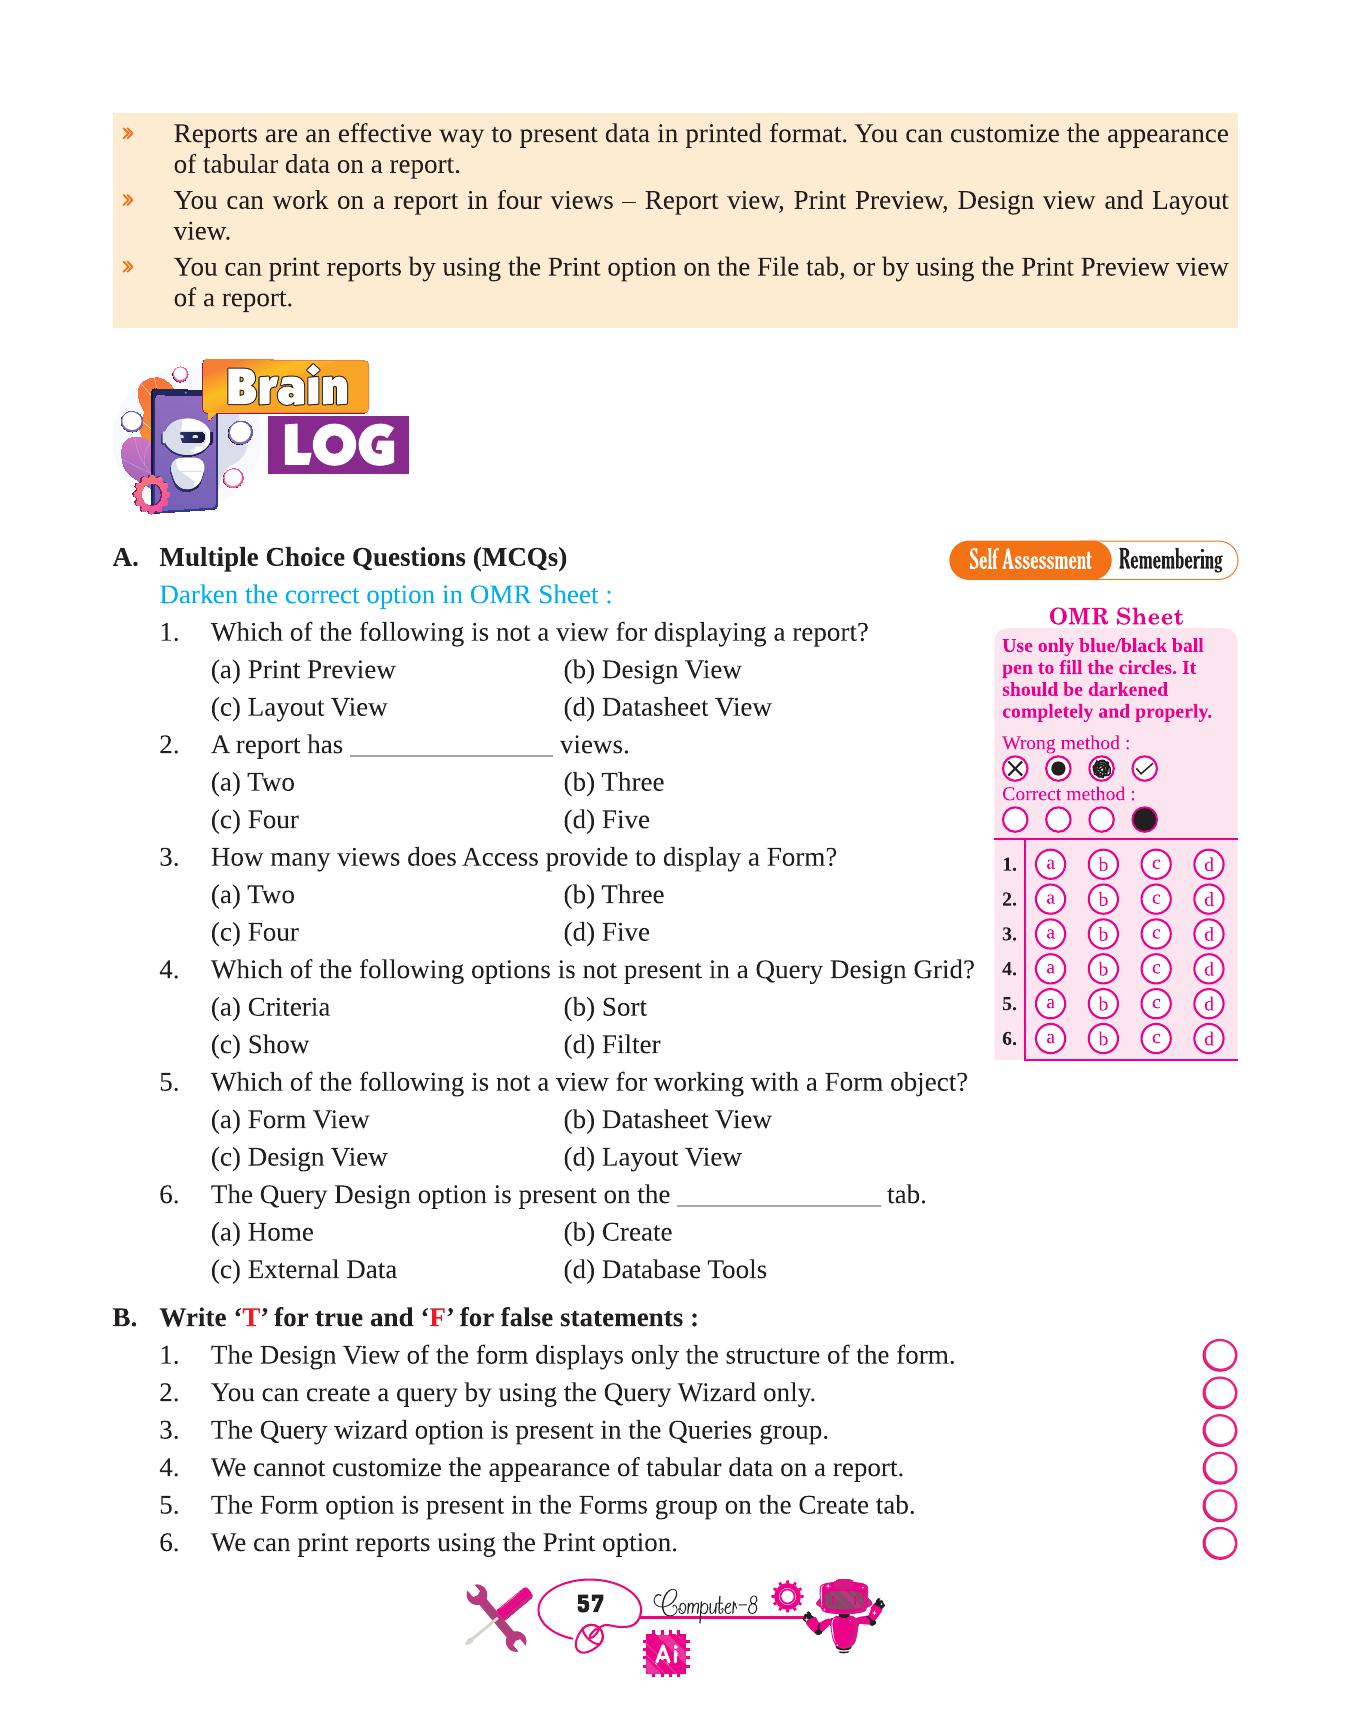 » Reports are an effective way to present data in printed format. You can customize the appearance
of tabular data on a report.
» You can work on a report in four views – Report view, Print Preview, Design view and Layout
view.
» You can print reports by using the Print option on the File tab, or by using the Print Preview view
of a report.
Brain
LOG
A. Multiple Choice Questions (MCQs)
Self Assessment Remembering
Darken the correct option in OMR Sheet :
1. Which of the following is not a view for displaying a report?
(a) Print Preview (b) Design View
(c) Layout View (d) Datasheet View
2. A report has _______________ views.
(a) Two (b) Three
(c) Four (d) Five
3. How many views does Access provide to display a Form?
(a) Two (b) Three
(c) Four (d) Five
4. Which of the following options is not present in a Query Design Grid?
(a) Criteria (b) Sort
(c) Show (d) Filter
5. Which of the following is not a view for working with a Form object?
(a) Form View (b) Datasheet View
(c) Design View (d) Layout View
6. The Query Design option is present on the _______________ tab.
(a) Home (b) Create
(c) External Data (d) Database Tools
OMR Sheet
Use only blue/black ball
pen to fill the circles. It
should be darkened
completely and properly.
Wrong method :
Correct method :
1. a b c d
2. a b c d
3. a b c d
4. a b c d
5. a b c d
6. a b c d
B. Write ‘T’ for true and ‘F’ for false statements :
1. The Design View of the form displays only the structure of the form.
2. You can create a query by using the Query Wizard only.
3. The Query wizard option is present in the Queries group.
4. We cannot customize the appearance of tabular data on a report.
5. The Form option is present in the Forms group on the Create tab.
6. We can print reports using the Print option.
57 Computer-8
Ai